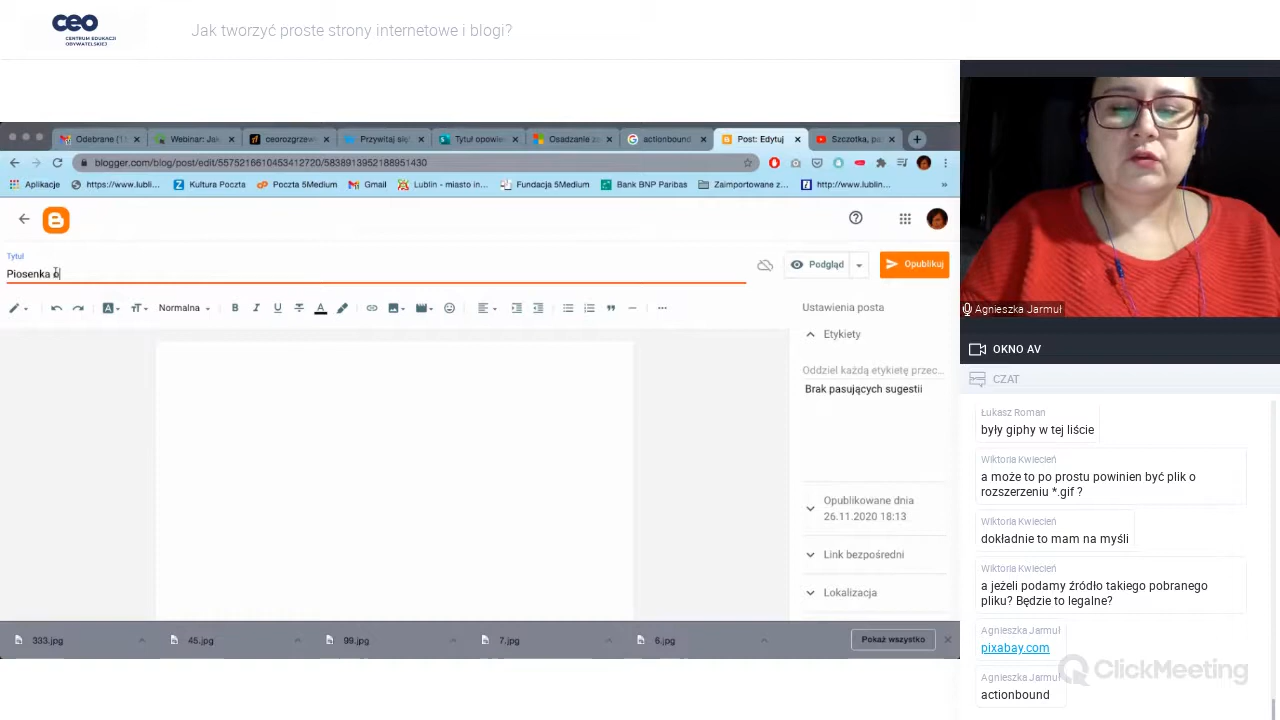 ceo
CENTRUM EDUKACJI
OBYWATELSKIEJ
Jak tworzyć proste strony internetowe i blogi?
Odebrane (1
Webinar: Jak
ceorozgrzew
Przywitaj się
Tytuł opowie
Osadzanie z
actionbound
Post: Edytuj
Szczotka, po
blogger.com/blog/post/edit/5575216610453412720/5838913952188951430
Aplikacje
https://www.lubli...
Kultura Poczta
Poczta 5Medium
Gmail
Lublin - miasto in...
Fundacja 5Medium
Bank BNP Paribas
Zaimportowane z...
http://www.lublin...
Tytuł
Piosenka o
Podgląd
Opublikuj
Normalna
Ustawienia posta
Etykiety
Oddziel każdą etykietę przec...
Brak pasujących sugestii
Opublikowane dnia
26.11.2020 18:13
Link bezpośredni
Lokalizacja
333.jpg
45.jpg
99.jpg
7.jpg
6.jpg
Pokaż wszystko
Agnieszka Jarmuł
OKNO AV
CZAT
Łukasz Roman
były giphy w tej liście
Wiktoria Kwiecień
a może to po prostu powinien być plik o
rozszerzeniu *.gif ?
Wiktoria Kwiecień
dokładnie to mam na myśli
Wiktoria Kwiecień
a jeżeli podamy źródło takiego pobranego
pliku? Będzie to legalne?
Agnieszka Jarmuł
pixabay.com
Agnieszka Jarmuł
actionbound
ClickMeeting